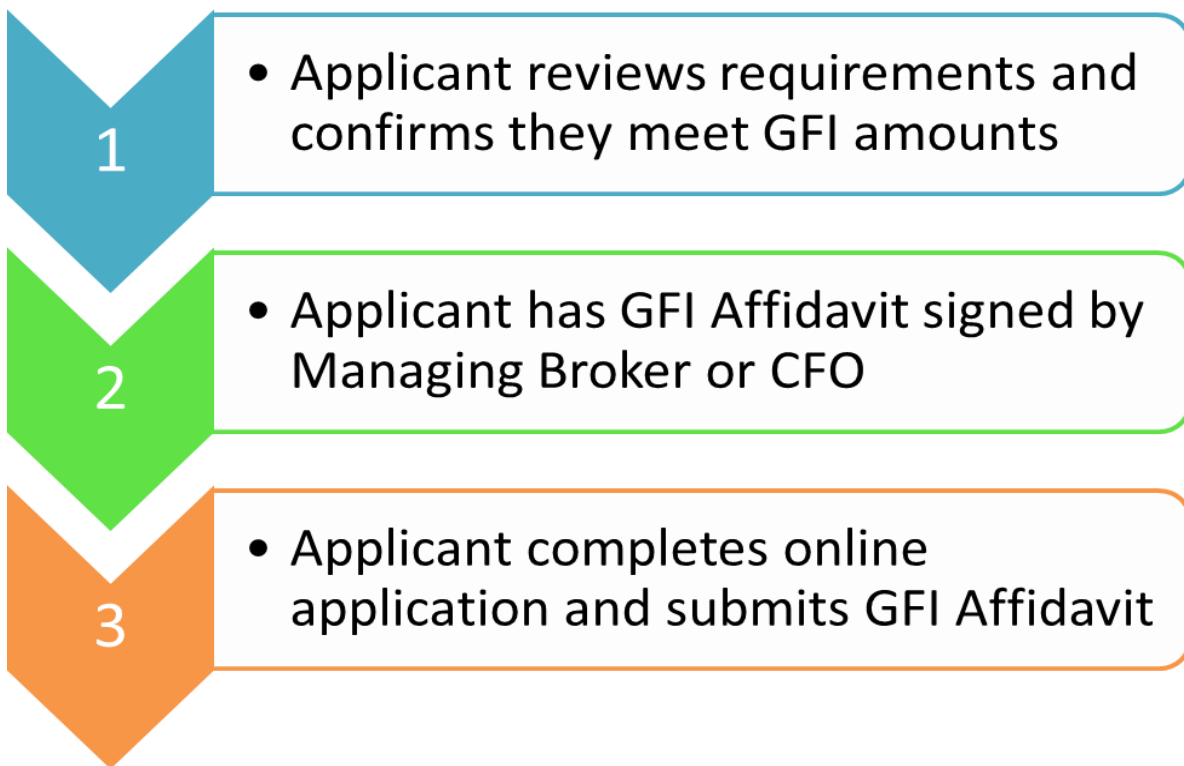 1
• Applicant reviews requirements and
confirms they meet GFI amounts
2
• Applicant has GFI Affidavit signed by
Managing Broker or CFO
3
• Applicant completes online
application and submits GFI Affidavit